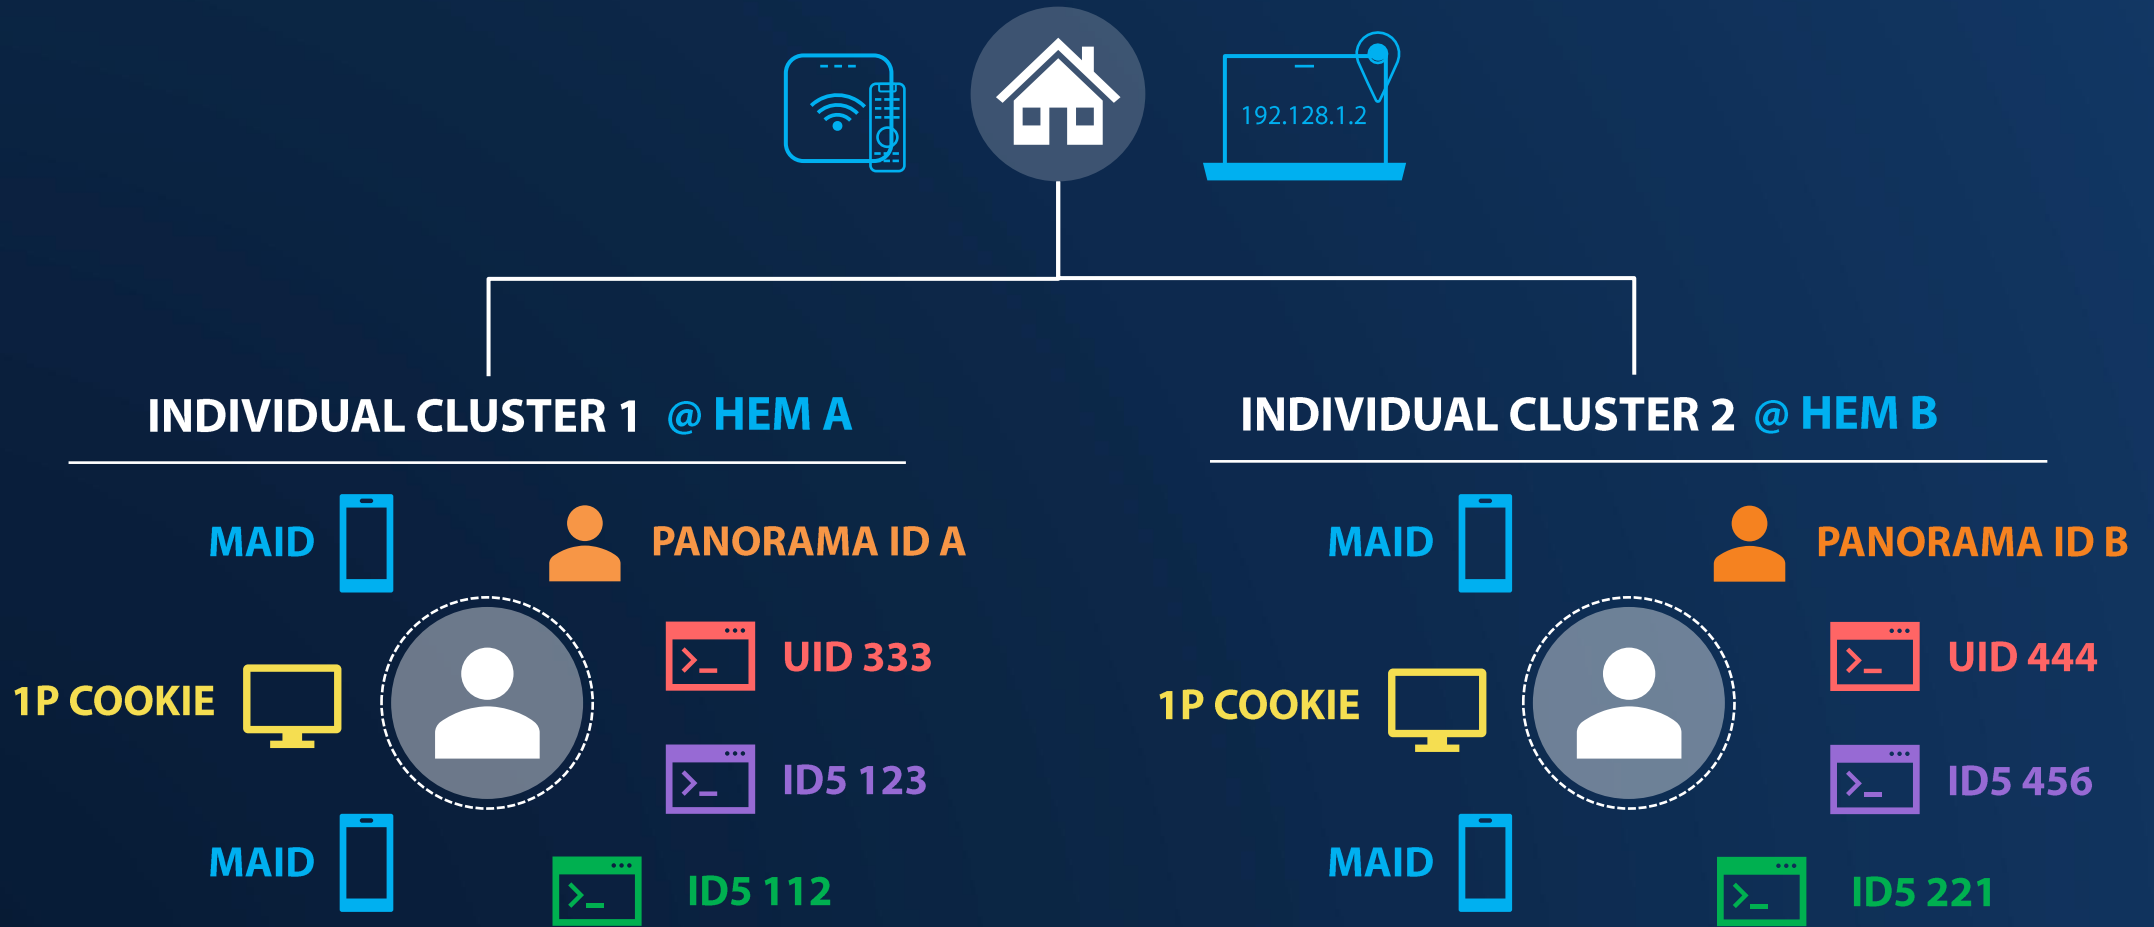 192.128.1.2
INDIVIDUAL CLUSTER 1 @ HEM A
MAID
PANORAMA ID A
UID 333
1P COOKIE
ID5 123
MAID
ID5 112
INDIVIDUAL CLUSTER 2 @ HEM B
MAID
PANORAMA ID B
UID 444
1P COOKIE
ID5 456
MAID
ID5 221